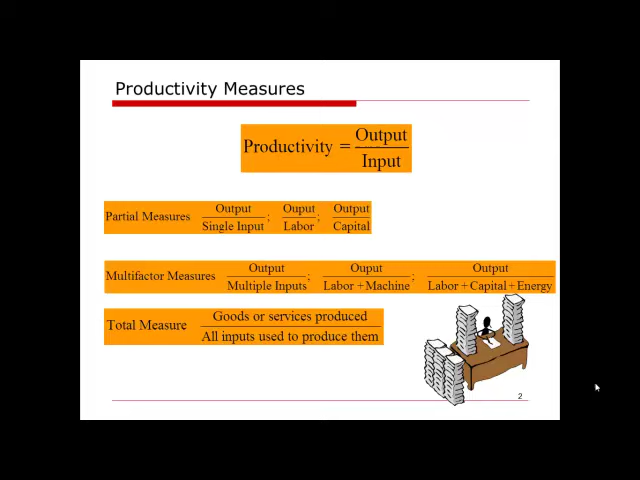 Productivity Measures
Productivity = Output / Input
Partial Measures Output / Single Input ; Ouput / Labor ; Output / Capital
Multifactor Measures Output / Multiple Inputs ; Ouput / Labor + Machine ; Output / Labor + Capital + Energy
Total Measure Goods or services produced / All inputs used to produce them
2